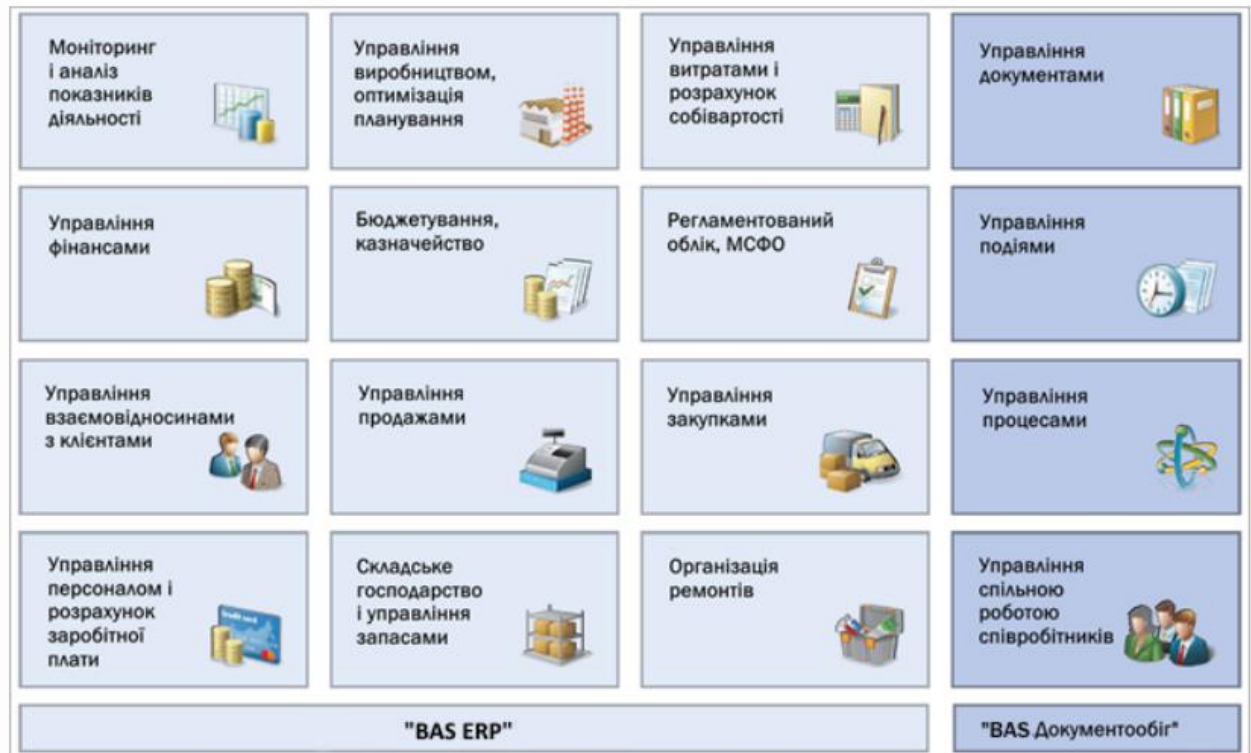 Моніторинг
і аналіз
показників
діяльності
Управління
виробництвом,
оптимізація
планування
Управління
витратами і
розрахунок
собівартості
Управління
документами
Управління
фінансами
Бюджетування,
казначейство
Регламентований
облік, МСФО
Управління
подіями
Управління
взаємовідносинами
з клієнтами
Управління
продажами
Управління
закупками
Управління
процесами
Управління
персоналом і
розрахунок
заробітної
плати
Складське
господарство
і управління
запасами
Організація
ремонтів
Управління
спільною
роботою
співробітників
"BAS ERP"
"BAS Документообіг"